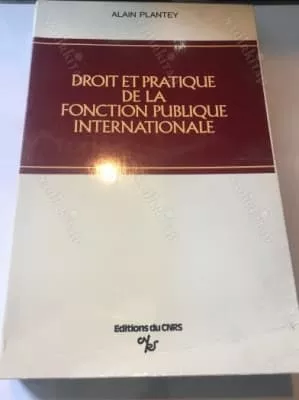 ALAIN PLANTEY
DROIT ET PRATIQUE
DE LA
FONCTION PUBLIQUE
INTERNATIONALE
Editions du CNRS